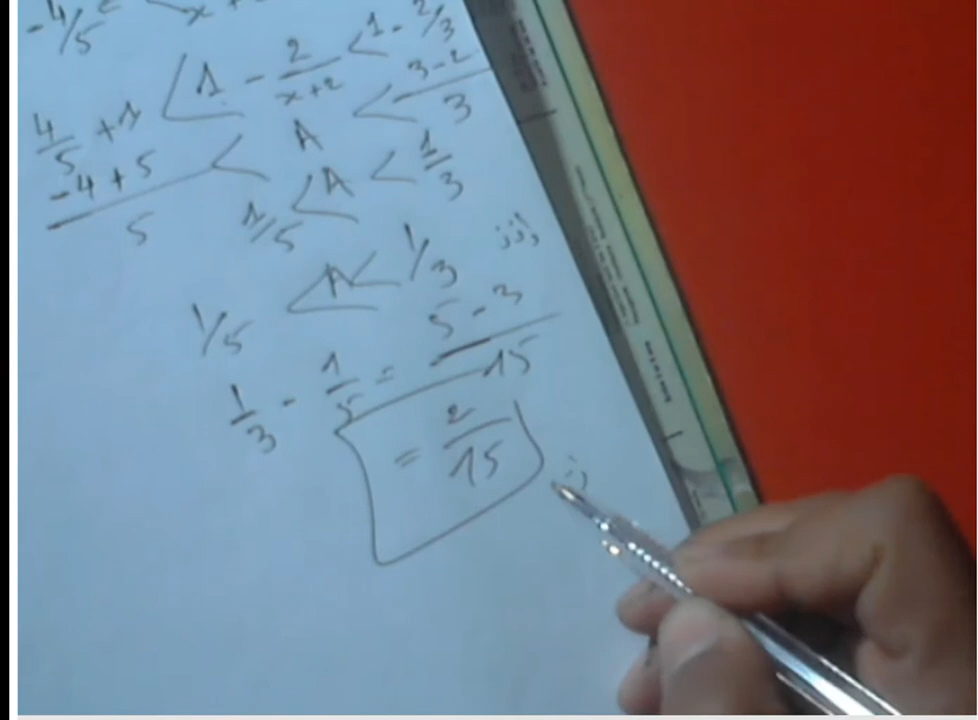 -4/5 < x +
4/5 + 1 < 1 - 2/(x+2) < 1 - 2/3
(-4+5)/5 < A < (3-2)/3
1/5 < A < 1/3
1/5 < A < 1/3
1/3 - 1/5 = (5-3)/15
= 2/15